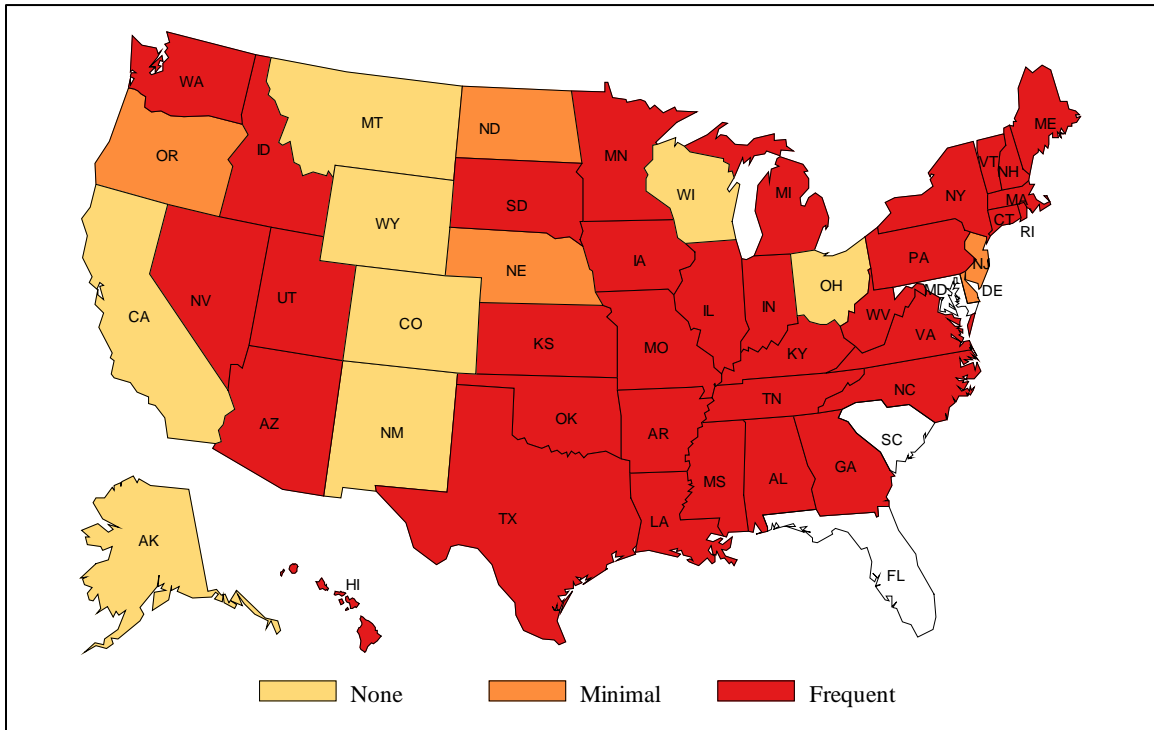 WA
MT
ND
MN
ME
OR
ID
SD
WI
MI
VT
NH
NY
MA
CT
RI
WY
IA
PA
NE
NJ
NV
UT
CO
IL
IN
OH
MD
DE
CA
KS
MO
WV
VA
KY
AZ
NM
OK
AR
TN
NC
SC
TX
LA
MS
AL
GA
AK
HI
FL
None
Minimal
Frequent